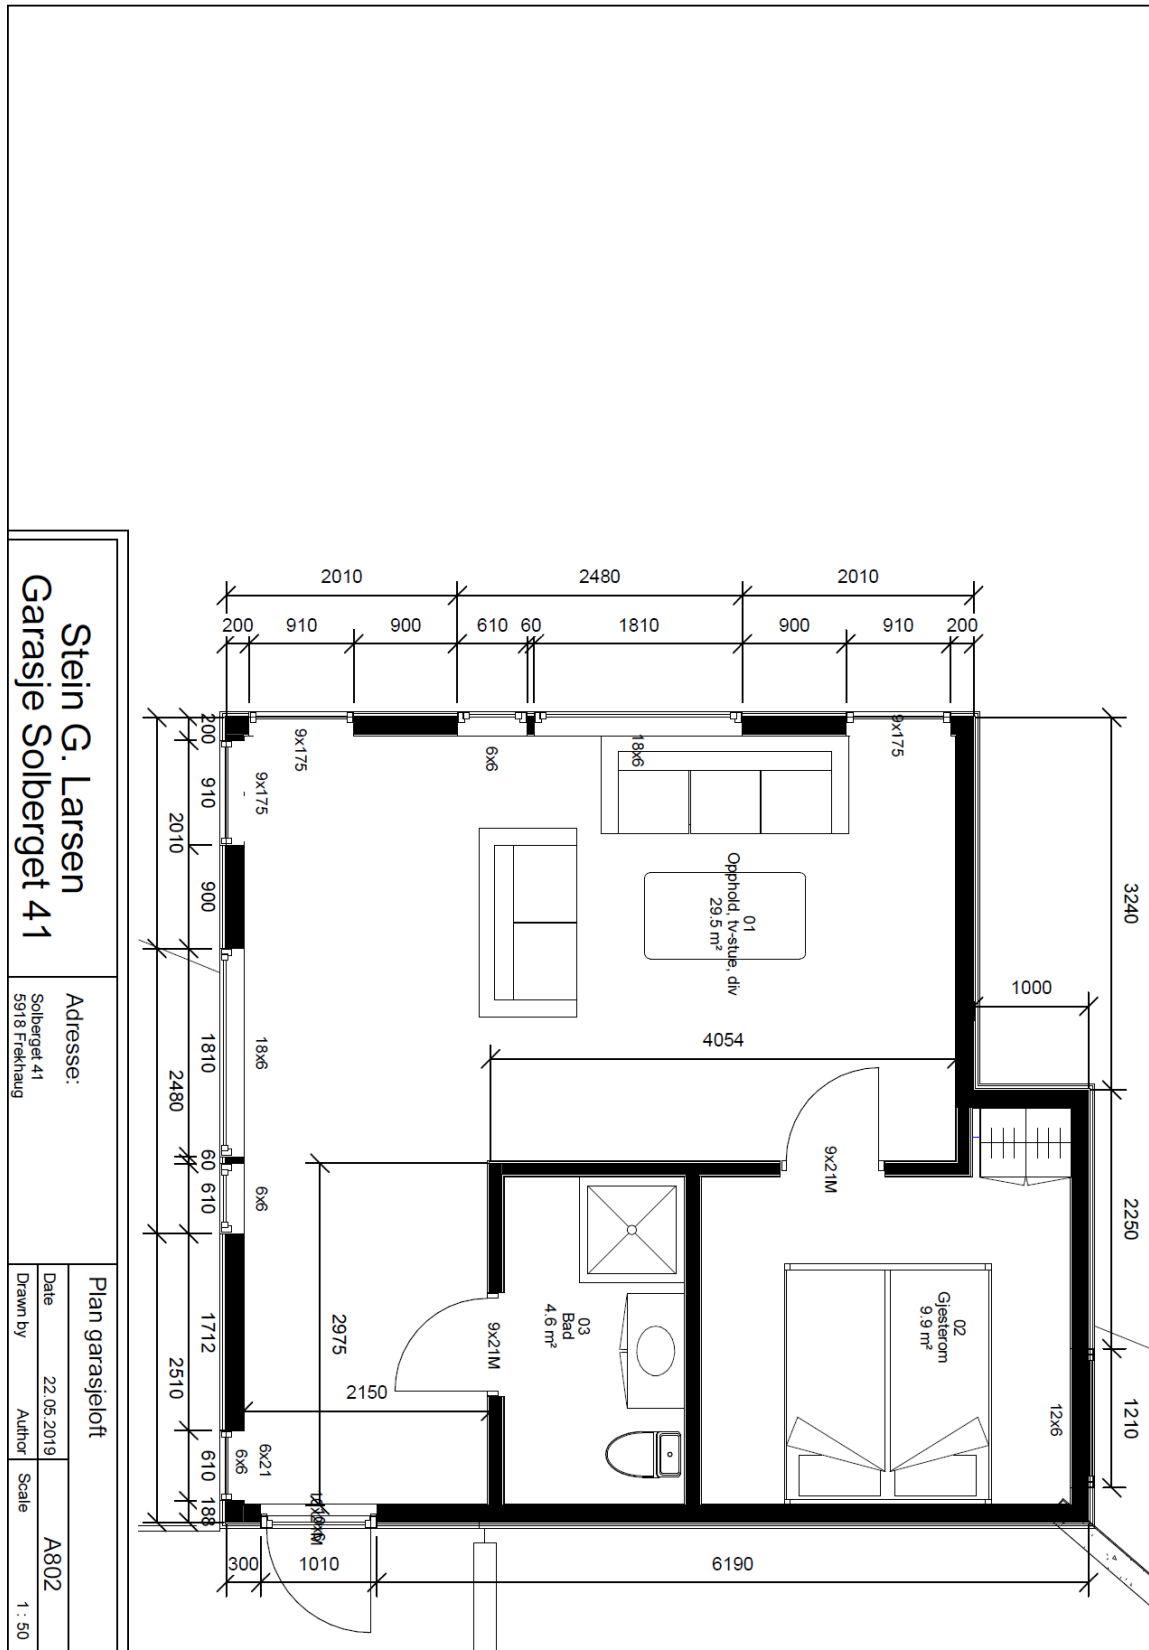 2010
2480
2010
200
910
900
610
60
1810
900
910
200
9x175
6x6
18x6
9x175
200
910
900
1810
60
610
1712
610
188
2010
2480
2510
9x175
18x6
6x6
6x21
6x6
01
Opphold, tv-stue, div
29.5 m²
4054
3240
1000
2250
1210
9x21M
02
Gjesterom
9.9 m²
12x6
03
Bad
4.6 m²
9x21M
2975
2150
300
1010
6190
Stein G. Larsen
Garasje Solberget 41
Adresse:
Solberget 41
5918 Frekhaug
Plan garasjeloft
Date
22.05.2019
Drawn by
Author
A802
Scale
1 : 50